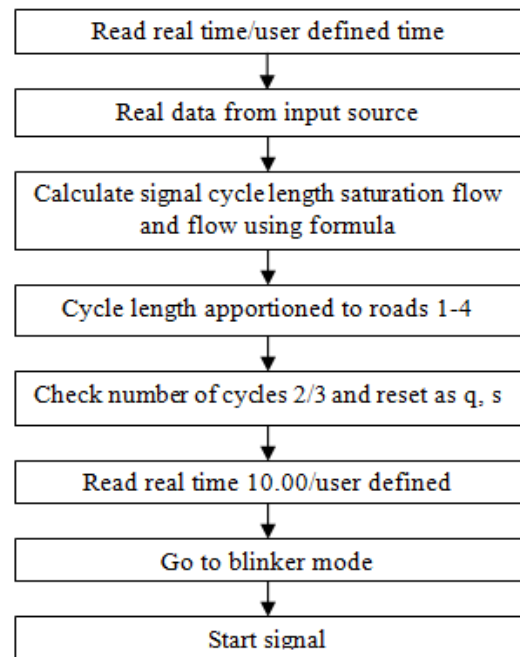 Read real time/user defined time
Real data from input source
Calculate signal cycle length saturation flow
and flow using formula
Cycle length apportioned to roads 1-4
Check number of cycles 2/3 and reset as q, s
Read real time 10.00/user defined
Go to blinker mode
Start signal